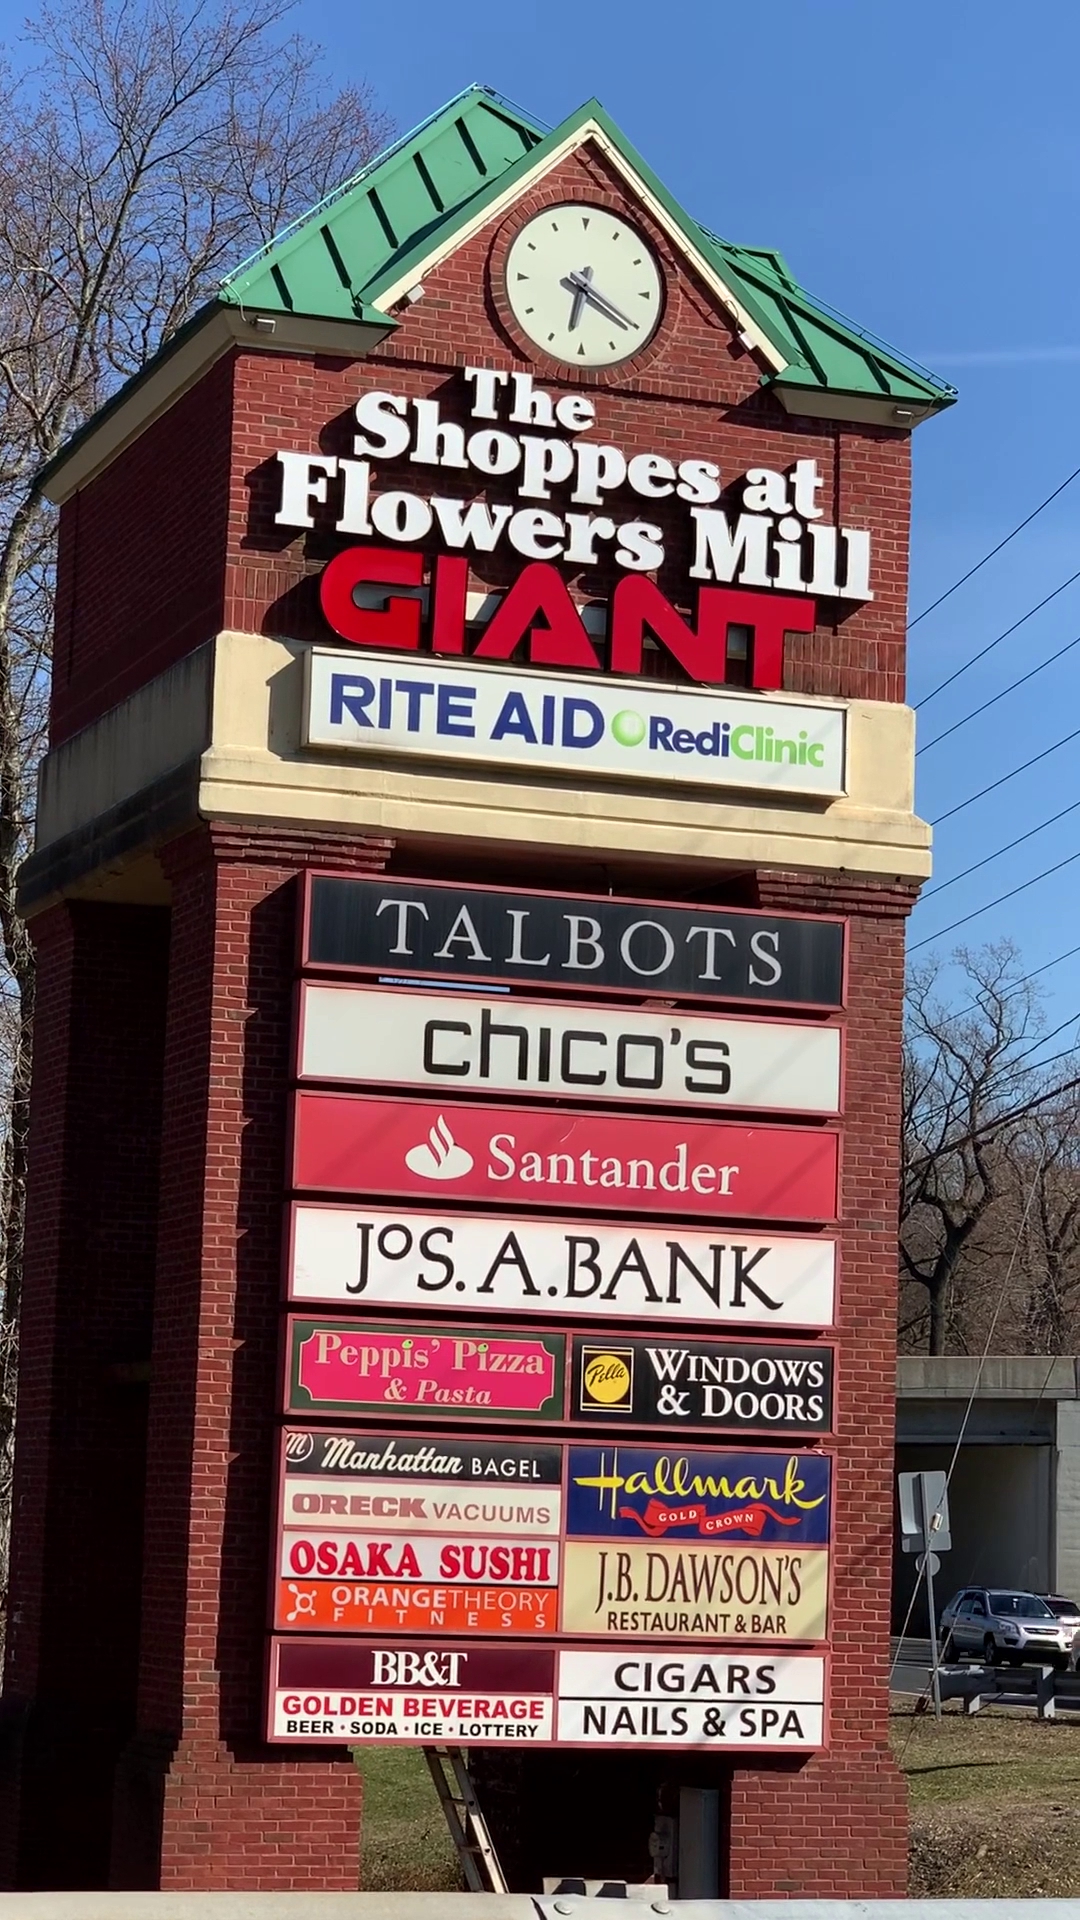 The
Shoppes at
Flowers Mill
GIANT
RITE AID RediClinic
TALBOTS
chico's
Santander
JoS. A. BANK
Peppis' Pizza
& Pasta
Pella
WINDOWS
& DOORS
M Manhattan BAGEL
ORECK VACUUMS
OSAKA SUSHI
ORANGETHEORY
FITNESS
Hallmark
GOLD CROWN
J.B. DAWSON'S
RESTAURANT & BAR
BB&T
GOLDEN BEVERAGE
BEER · SODA · ICE · LOTTERY
CIGARS
NAILS & SPA